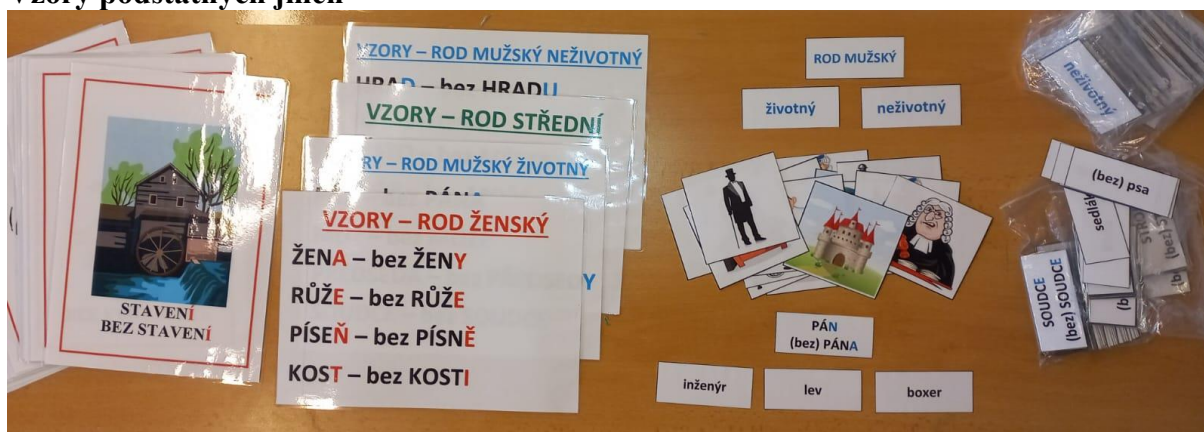 Vzory podstatných jmen
STAVENÍ
BEZ STAVENÍ
VZORY – ROD MUŽSKÝ NEŽIVOTNÝ
HRAD – bez HRADU
VZORY – ROD STŘEDNÍ
RY – ROD MUŽSKÝ ŽIVOTNÝ
VZORY – ROD ŽENSKÝ
ŽENA – bez ŽENY
RŮŽE – bez RŮŽE
PÍSEŇ – bez PÍSNĚ
KOST – bez KOSTI
ROD MUŽSKÝ
životný
neživotný
PÁN
(bez) PÁNA
inženýr
lev
boxer
neživotný
(bez) psa
SOUDCE
(bez) SOUDCE